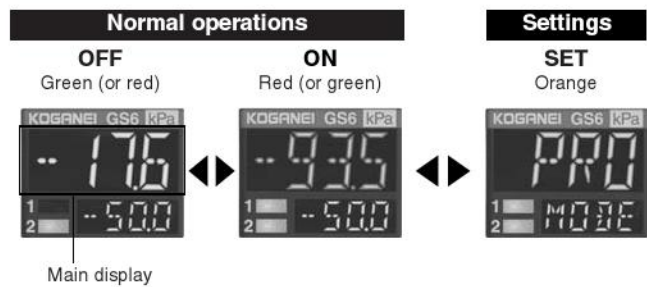 Normal operations
Settings
OFF
ON
SET
Green (or red)
Red (or green)
Orange
KOGANEI GS6 kPa
KOGANEI GS6 kPa
KOGANEI GS6 kPa
-17.6
-93.5
PRO
1
2
-50.0
1
2
-50.0
1
2
MODE
Main display